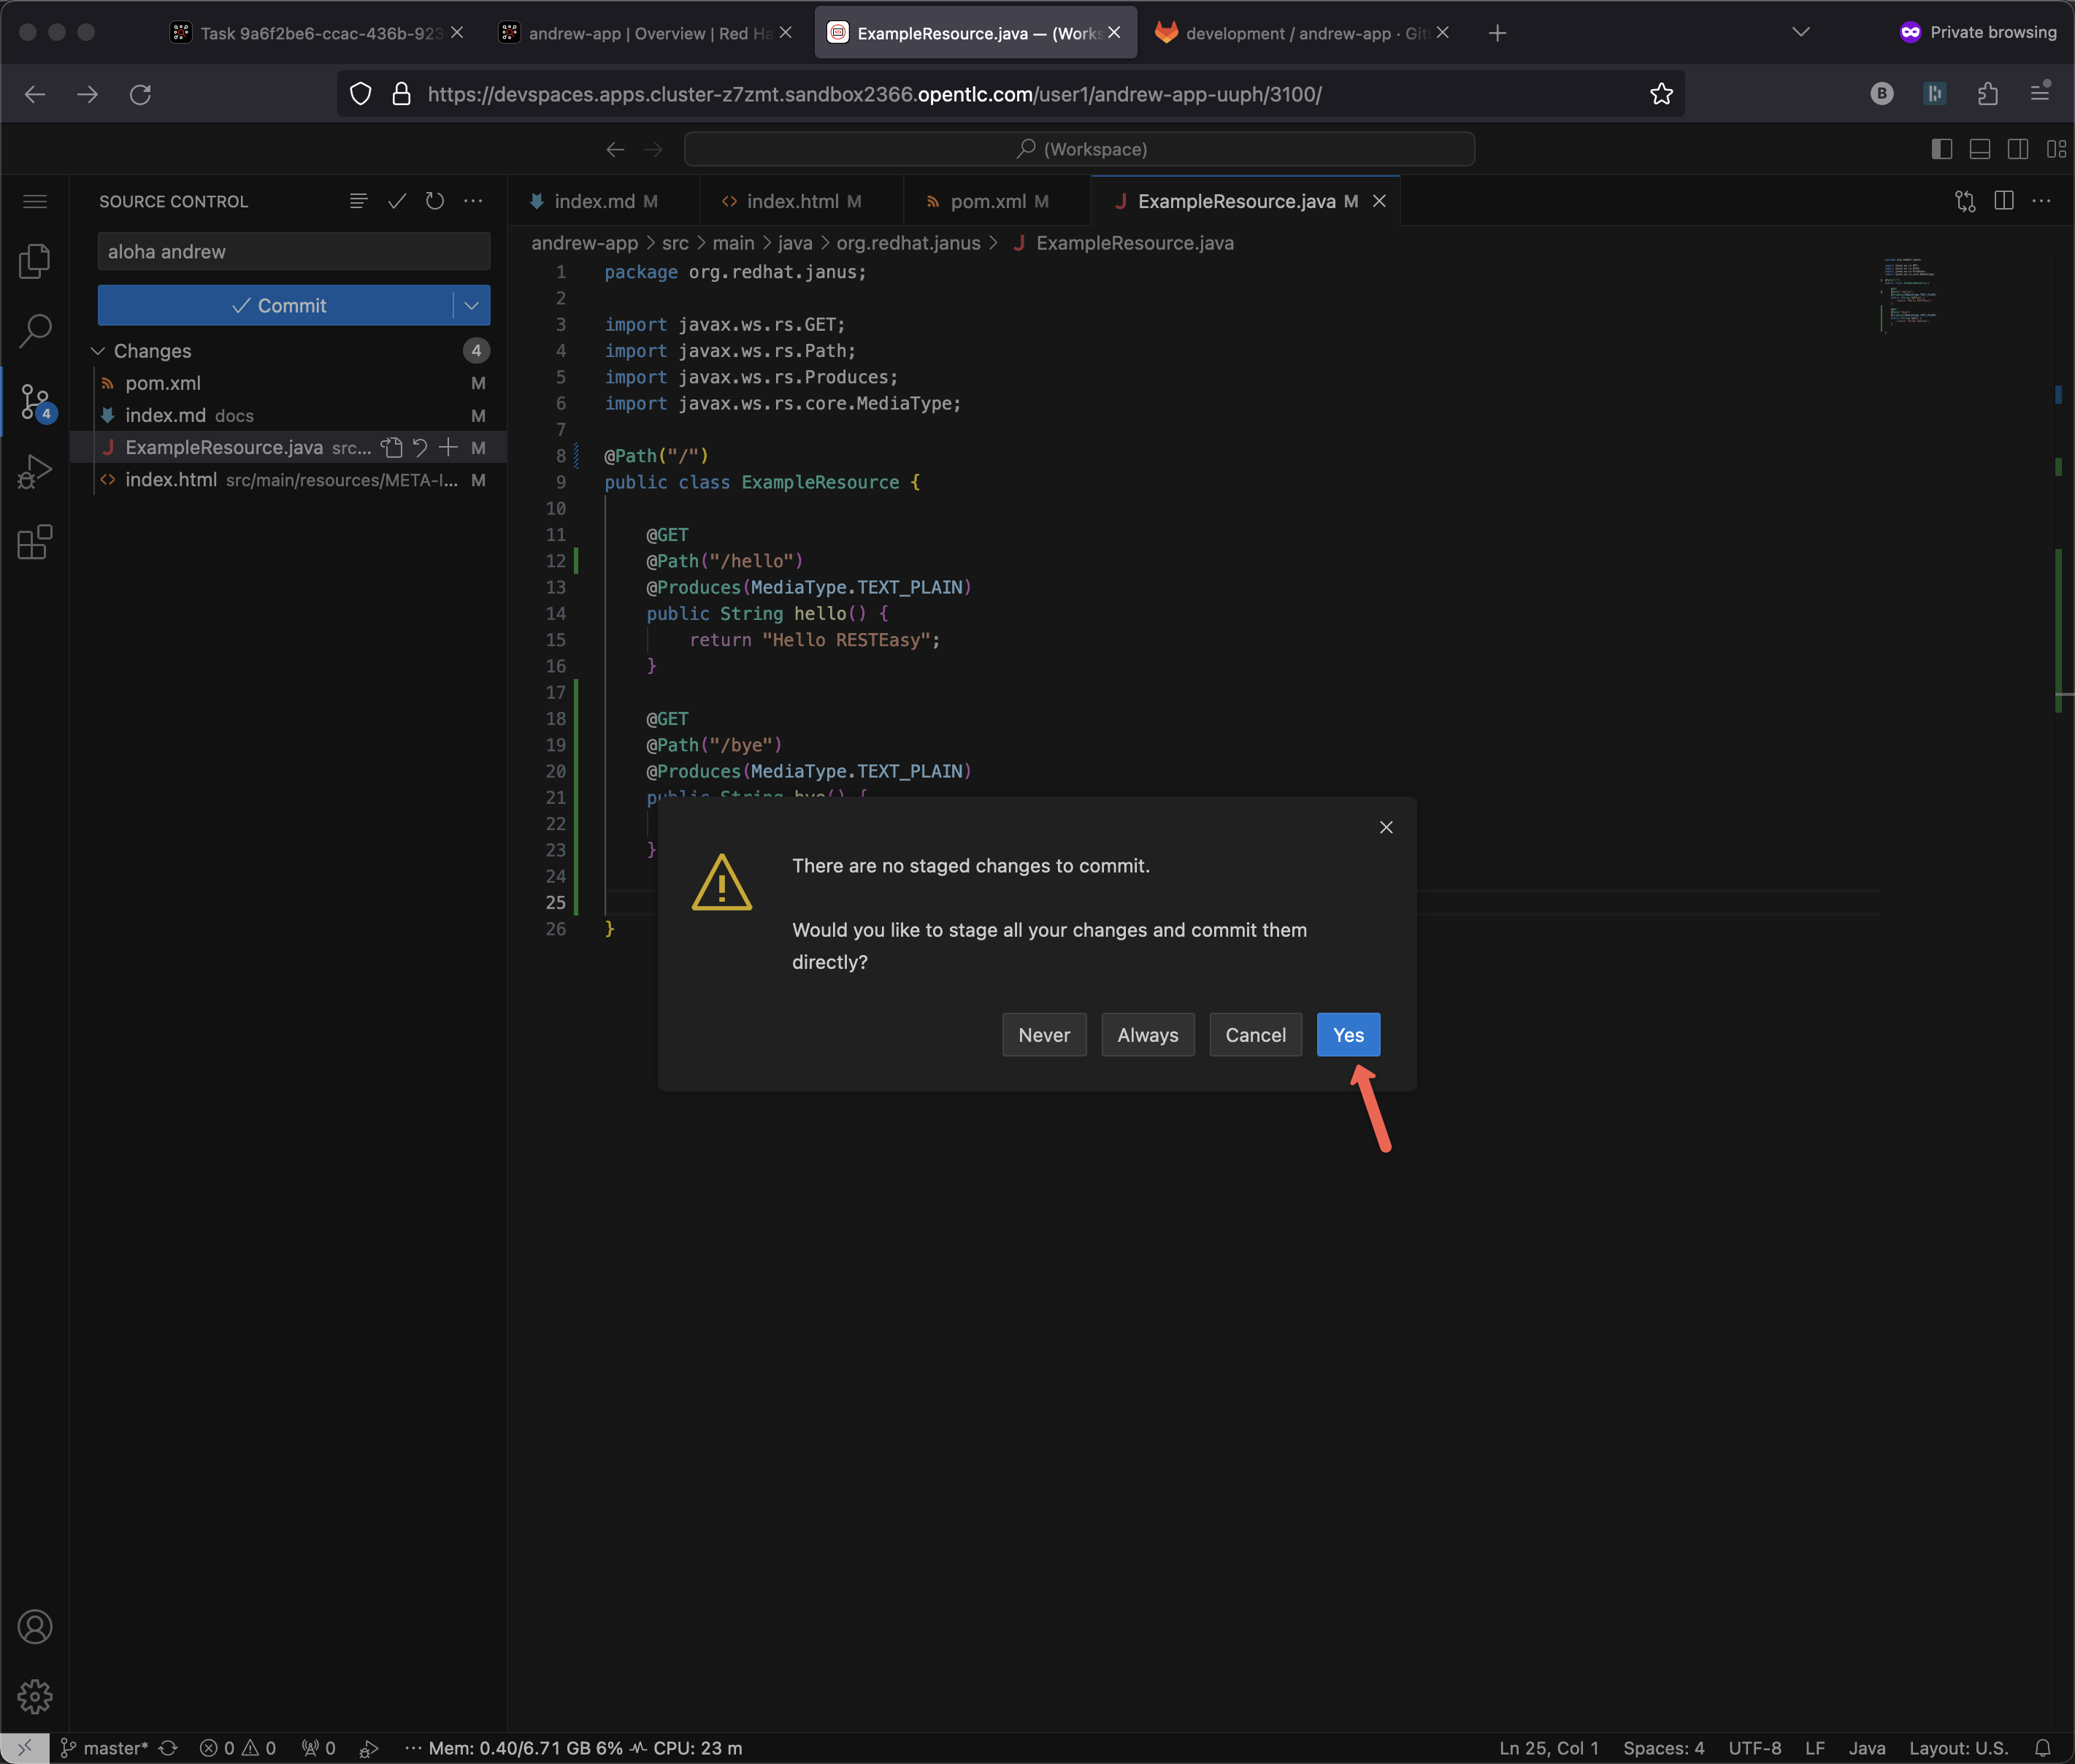 Task 9a6f2be6-ccac-436b-923
andrew-app | Overview | Red Ha
ExampleResource.java — (Works
development / andrew-app · Git
Private browsing
https://devspaces.apps.cluster-z7zmt.sandbox2366.opentlc.com/user1/andrew-app-uuph/3100/
B
(Workspace)
SOURCE CONTROL
aloha andrew
Commit
Changes
4
pom.xml M
index.md docs M
ExampleResource.java src... M
index.html src/main/resources/META-I... M
4
index.md M
index.html M
pom.xml M
ExampleResource.java M
andrew-app > src > main > java > org.redhat.janus > J ExampleResource.java
1 package org.redhat.janus;
2
3 import javax.ws.rs.GET;
4 import javax.ws.rs.Path;
5 import javax.ws.rs.Produces;
6 import javax.ws.rs.core.MediaType;
7
8 @Path("/")
9 public class ExampleResource {
10
11 @GET
12 @Path("/hello")
13 @Produces(MediaType.TEXT_PLAIN)
14 public String hello() {
15 return "Hello RESTEasy";
16 }
17
18 @GET
19 @Path("/bye")
20 @Produces(MediaType.TEXT_PLAIN)
21 public String bye() {
22
23 }
24
25
26 }
There are no staged changes to commit.
Would you like to stage all your changes and commit them
directly?
Never
Always
Cancel
Yes
master* 0 0 0 ··· Mem: 0.40/6.71 GB 6% CPU: 23 m
Ln 25, Col 1 Spaces: 4 UTF-8 LF Java Layout: U.S.